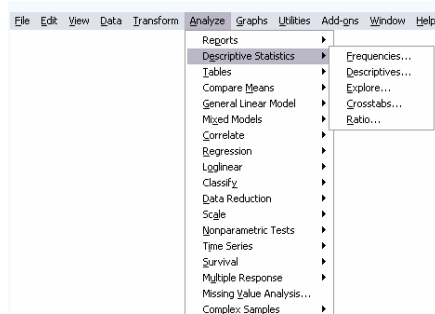 File Edit View Data Transform Analyze Graphs Utilities Add-ons Window Help
Reports
Descriptive Statistics
Tables
Compare Means
General Linear Model
Mixed Models
Correlate
Regression
Loglinear
Classify
Data Reduction
Scale
Nonparametric Tests
Time Series
Survival
Multiple Response
Missing Value Analysis...
Complex Samples
Frequencies...
Descriptives...
Explore...
Crosstabs...
Ratio...